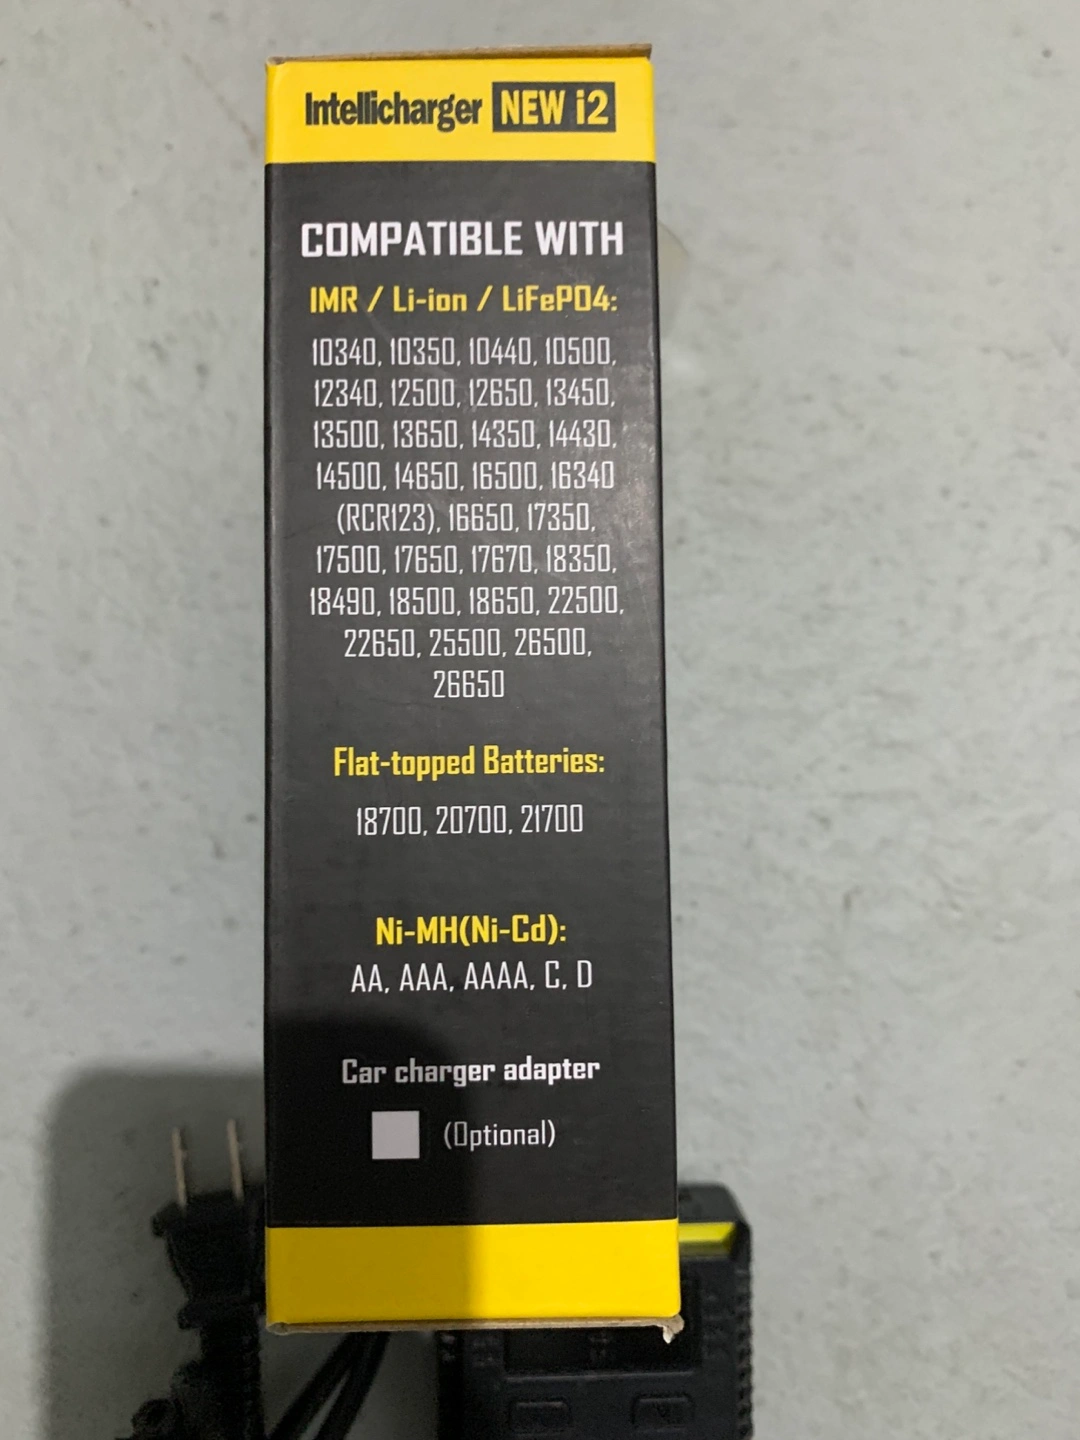 Intellicharger NEW i2
COMPATIBLE WITH
IMR / Li-ion / LiFePO4:
10340, 10350, 10440, 10500,
12340, 12500, 12650, 13450,
13500, 13650, 14350, 14430,
14500, 14650, 16500, 16340
(RCR123), 16650, 17350,
17500, 17650, 17670, 18350,
18490, 18500, 18650, 22500,
22650, 25500, 26500,
26650
Flat-topped Batteries:
18700, 20700, 21700
Ni-MH(Ni-Cd):
AA, AAA, AAAA, C, D
Car charger adapter
(Optional)